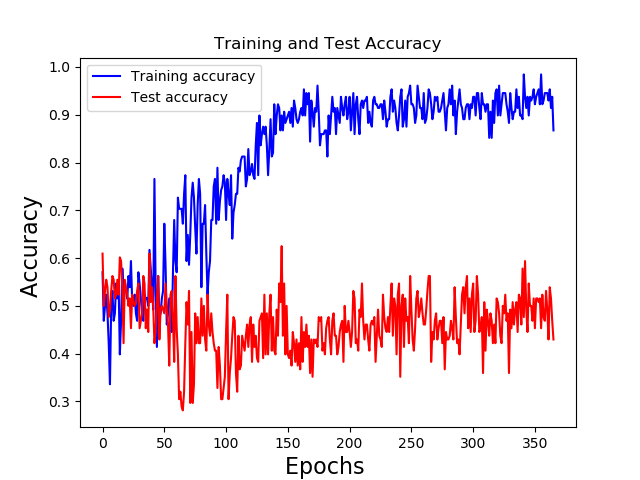 Training and Test Accuracy
Training accuracy
Test accuracy
Accuracy
1.0
0.9
0.8
0.7
0.6
0.5
0.4
0.3
0 50 100 150 200 250 300 350
Epochs